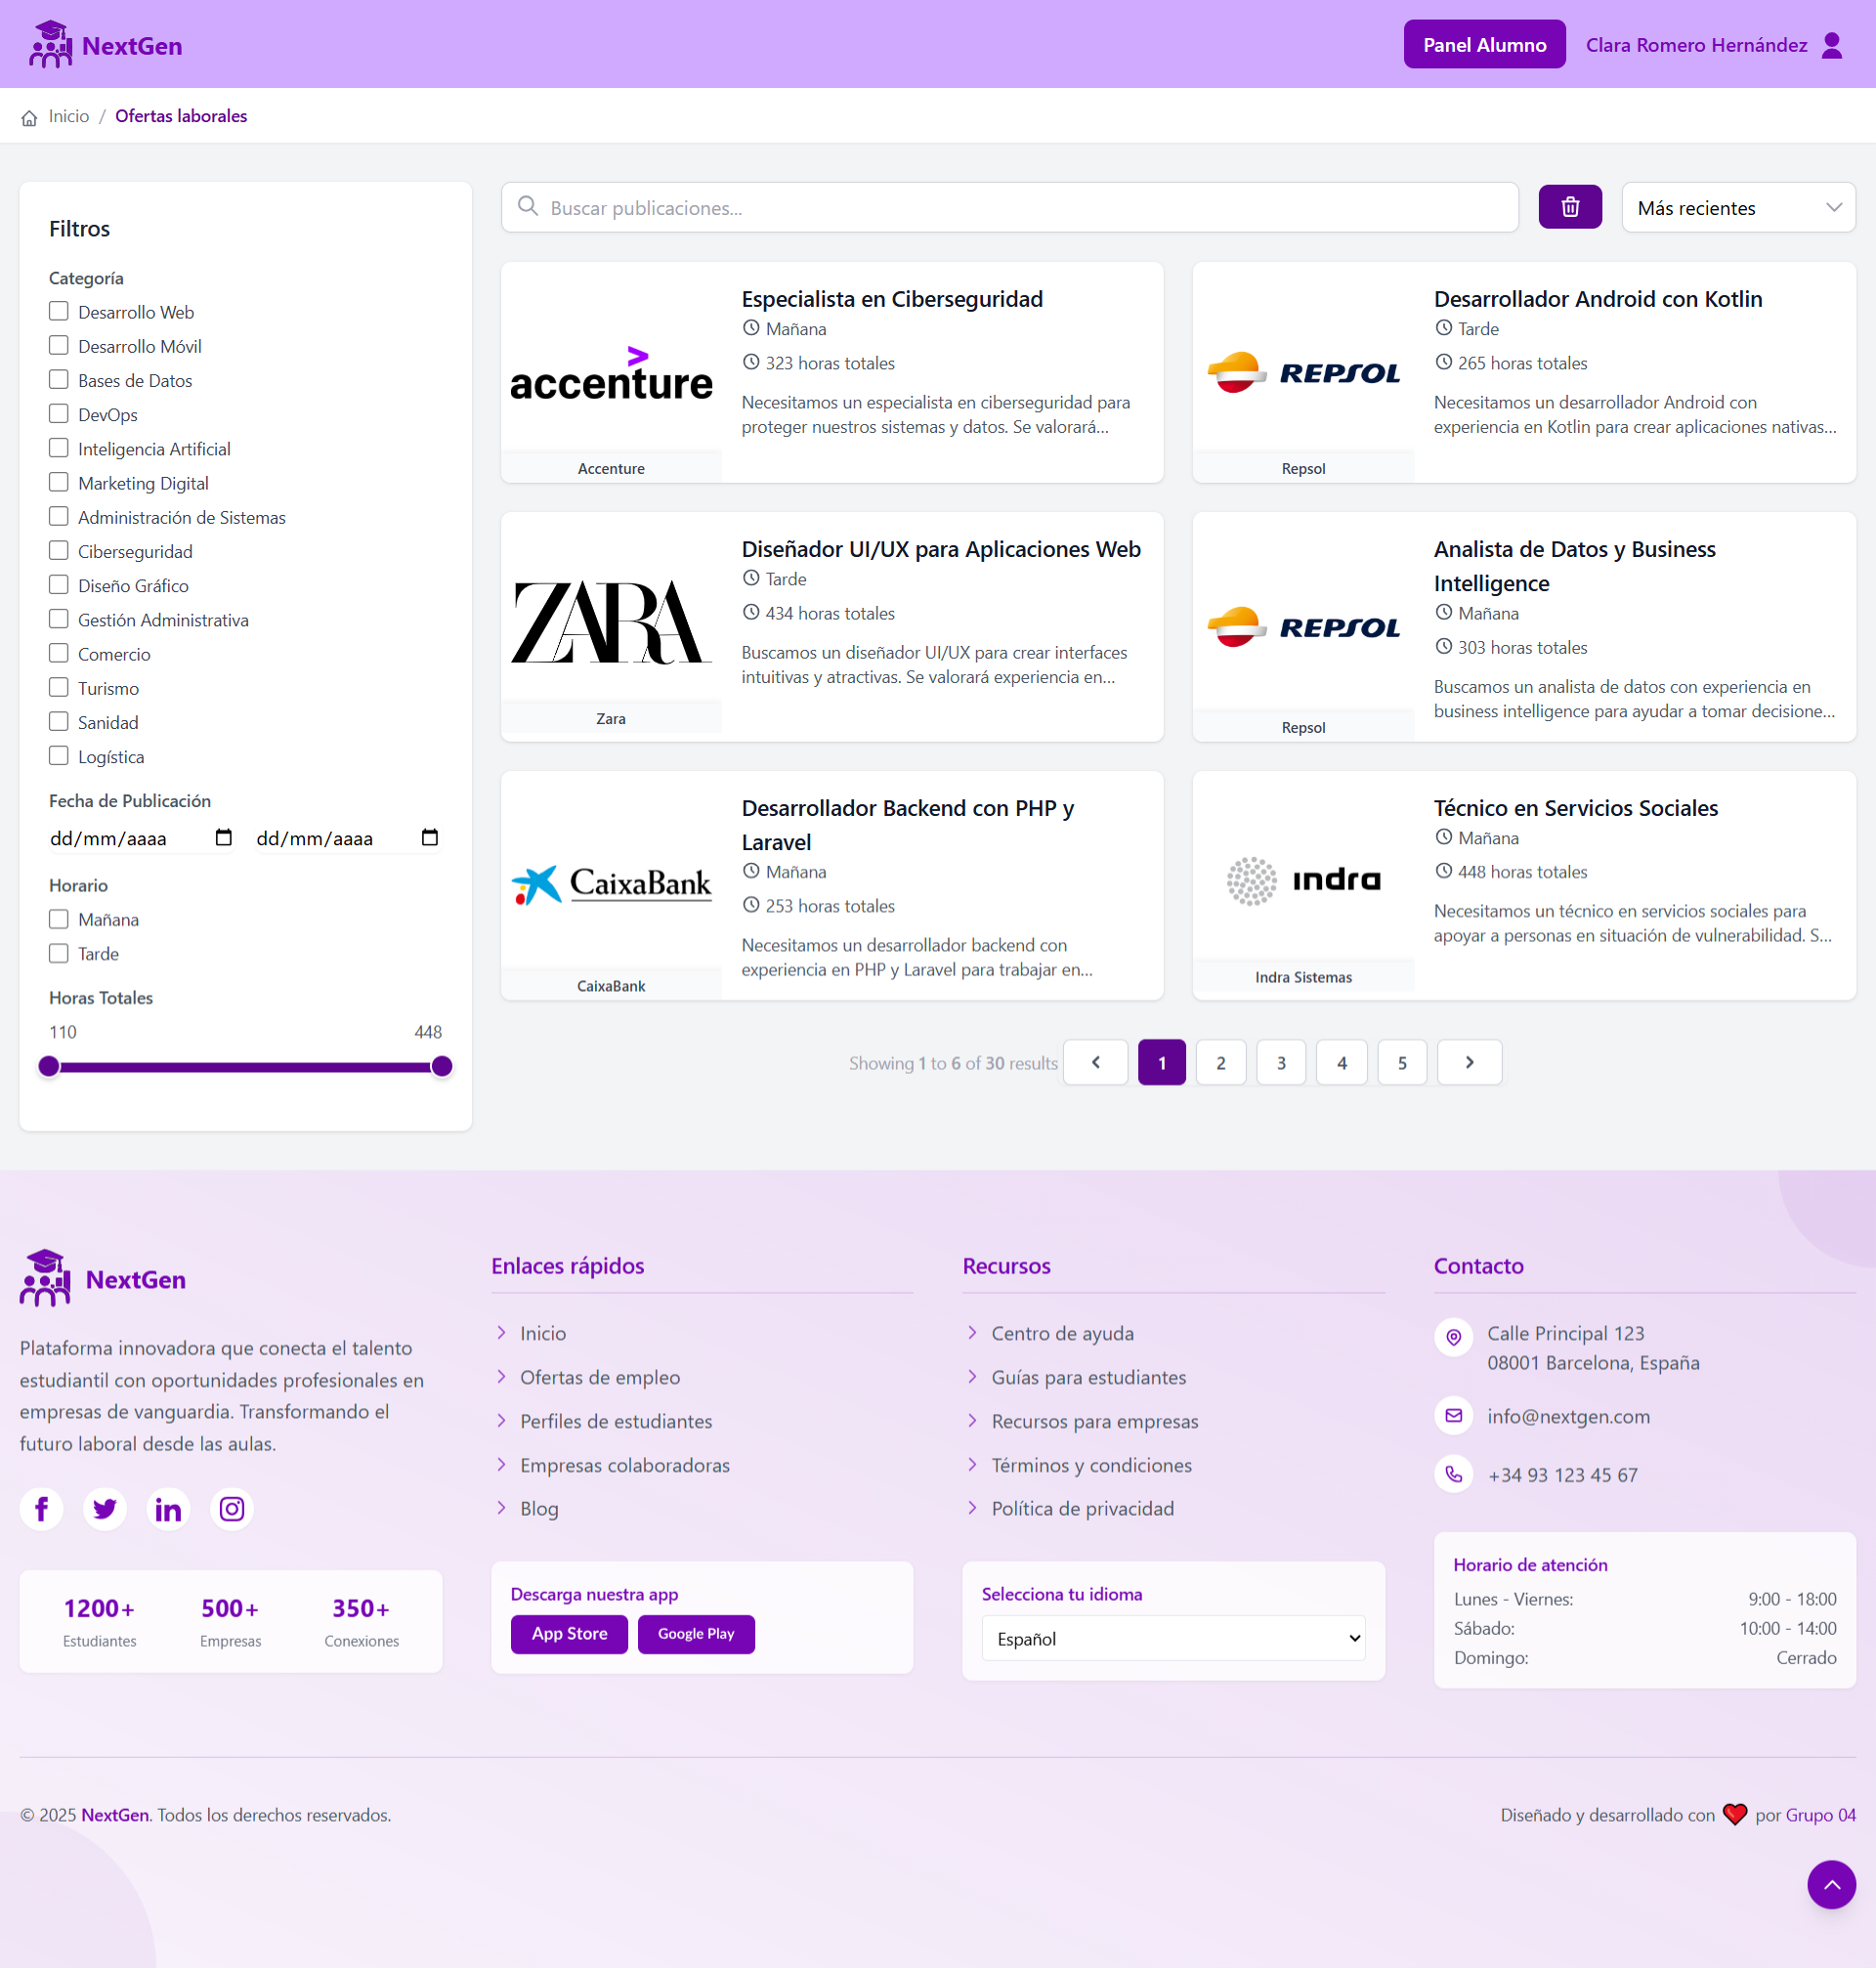 NextGen
Panel Alumno
Clara Romero Hernández
Inicio / Ofertas laborales
Filtros
Categoría
Desarrollo Web
Desarrollo Móvil
Bases de Datos
DevOps
Inteligencia Artificial
Marketing Digital
Administración de Sistemas
Ciberseguridad
Diseño Gráfico
Gestión Administrativa
Comercio
Turismo
Sanidad
Logística
Fecha de Publicación
dd/mm/aaaa dd/mm/aaaa
Horario
Mañana
Tarde
Horas Totales
110 448
Buscar publicaciones...
Más recientes
accenture
Accenture
Especialista en Ciberseguridad
Mañana
323 horas totales
Necesitamos un especialista en ciberseguridad para
proteger nuestros sistemas y datos. Se valorará...
REPSOL
Repsol
Desarrollador Android con Kotlin
Tarde
265 horas totales
Necesitamos un desarrollador Android con
experiencia en Kotlin para crear aplicaciones nativas...
ZARA
Zara
Diseñador UI/UX para Aplicaciones Web
Tarde
434 horas totales
Buscamos un diseñador UI/UX para crear interfaces
intuitivas y atractivas. Se valorará experiencia en...
REPSOL
Repsol
Analista de Datos y Business
Intelligence
Mañana
303 horas totales
Buscamos un analista de datos con experiencia en
business intelligence para ayudar a tomar decisione...
CaixaBank
CaixaBank
Desarrollador Backend con PHP y
Laravel
Mañana
253 horas totales
Necesitamos un desarrollador backend con
experiencia en PHP y Laravel para trabajar en...
indra
Indra Sistemas
Técnico en Servicios Sociales
Mañana
448 horas totales
Necesitamos un técnico en servicios sociales para
apoyar a personas en situación de vulnerabilidad. S...
Showing 1 to 6 of 30 results
1 2 3 4 5
NextGen
Plataforma innovadora que conecta el talento
estudiantil con oportunidades profesionales en
empresas de vanguardia. Transformando el
futuro laboral desde las aulas.
1200+ 500+ 350+
Estudiantes Empresas Conexiones
Enlaces rápidos
Inicio
Ofertas de empleo
Perfiles de estudiantes
Empresas colaboradoras
Blog
Descarga nuestra app
App Store Google Play
Recursos
Centro de ayuda
Guías para estudiantes
Recursos para empresas
Términos y condiciones
Política de privacidad
Selecciona tu idioma
Español
Contacto
Calle Principal 123
08001 Barcelona, España
info@nextgen.com
+34 93 123 45 67
Horario de atención
Lunes - Viernes: 9:00 - 18:00
Sábado: 10:00 - 14:00
Domingo: Cerrado
© 2025 NextGen. Todos los derechos reservados.
Diseñado y desarrollado con ❤️ por Grupo 04